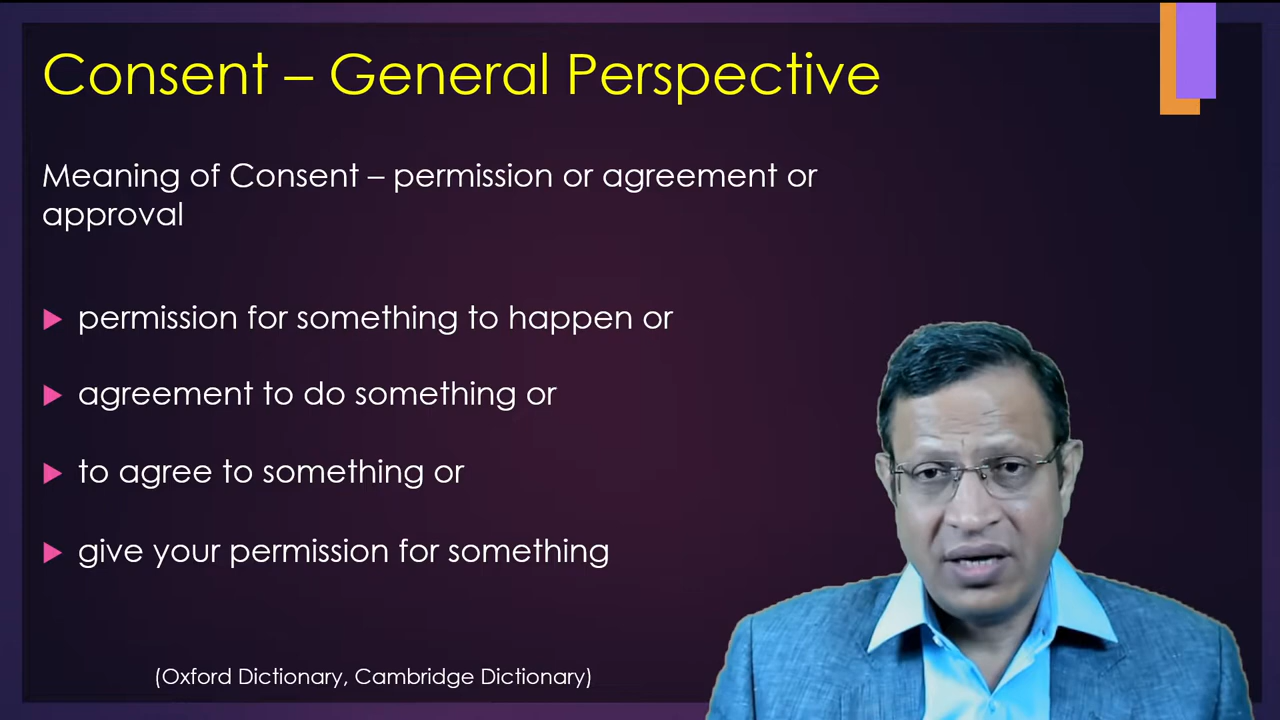 Consent – General Perspective
Meaning of Consent – permission or agreement or
approval
permission for something to happen or
agreement to do something or
to agree to something or
give your permission for something
(Oxford Dictionary, Cambridge Dictionary)